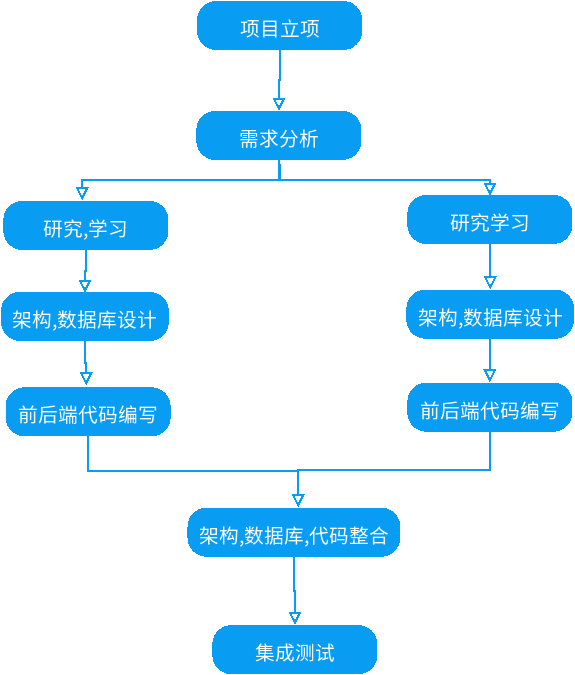 项目立项
需求分析
研究,学习
研究学习
架构,数据库设计
架构,数据库设计
前后端代码编写
前后端代码编写
架构,数据库,代码整合
集成测试